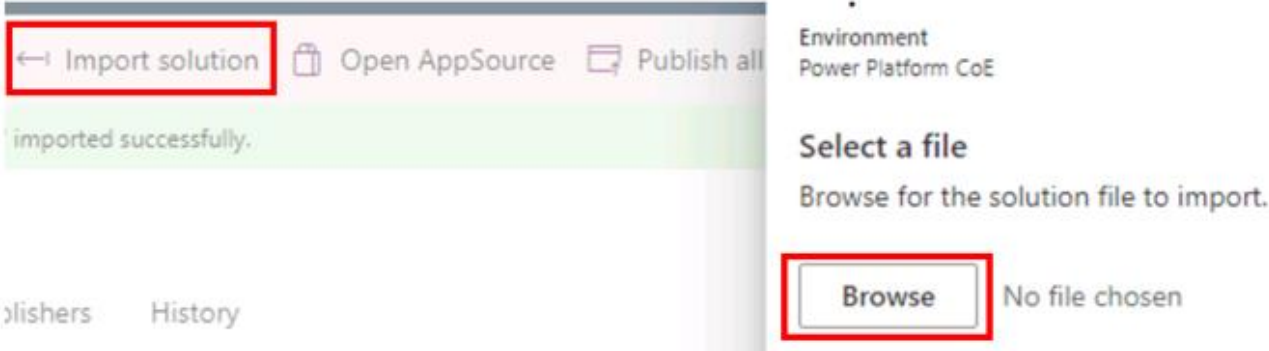 Import solution Open AppSource Publish all
imported successfully.
History
Environment
Power Platform CoE
Select a file
Browse for the solution file to import.
Browse No file chosen